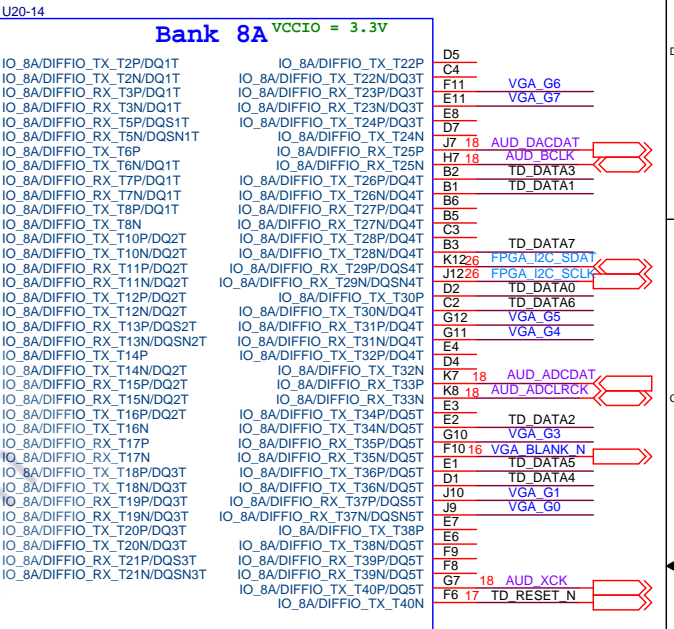 U20-14
Bank 8A VCCIO = 3.3V
IO_8A/DIFFIO_TX_T2P/DQ1T IO_8A/DIFFIO_TX_T22P D5
IO_8A/DIFFIO_TX_T2N/DQ1T IO_8A/DIFFIO_TX_T22N/DQ3T C4
IO_8A/DIFFIO_RX_T3P/DQ1T IO_8A/DIFFIO_RX_T23P/DQ3T F11 VGA_G6
IO_8A/DIFFIO_RX_T3N/DQ1T IO_8A/DIFFIO_RX_T23N/DQ3T E11 VGA_G7
IO_8A/DIFFIO_RX_T5P/DQS1T IO_8A/DIFFIO_TX_T24P/DQ3T E8
IO_8A/DIFFIO_RX_T5N/DQSN1T IO_8A/DIFFIO_TX_T24N D7
IO_8A/DIFFIO_TX_T6P IO_8A/DIFFIO_RX_T25P J7 18 AUD_DACDAT
IO_8A/DIFFIO_TX_T6N/DQ1T IO_8A/DIFFIO_RX_T25N H7 18 AUD_BCLK
IO_8A/DIFFIO_RX_T7P/DQ1T IO_8A/DIFFIO_TX_T26P/DQ4T B2 TD_DATA3
IO_8A/DIFFIO_RX_T7N/DQ1T IO_8A/DIFFIO_TX_T26N/DQ4T B1 TD_DATA1
IO_8A/DIFFIO_TX_T8P/DQ1T IO_8A/DIFFIO_RX_T27P/DQ4T B6
IO_8A/DIFFIO_TX_T8N IO_8A/DIFFIO_RX_T27N/DQ4T B5
IO_8A/DIFFIO_TX_T10P/DQ2T IO_8A/DIFFIO_TX_T28P/DQ4T C3
IO_8A/DIFFIO_TX_T10N/DQ2T IO_8A/DIFFIO_TX_T28N/DQ4T B3 TD_DATA7
IO_8A/DIFFIO_RX_T11P/DQ2T IO_8A/DIFFIO_RX_T29P/DQS4T K12 26 FPGA_I2C_SDAT
IO_8A/DIFFIO_RX_T11N/DQ2T IO_8A/DIFFIO_RX_T29N/DQSN4T J12 26 FPGA_I2C_SCLK
IO_8A/DIFFIO_TX_T12P/DQ2T IO_8A/DIFFIO_TX_T30P D2 TD_DATA0
IO_8A/DIFFIO_TX_T12N/DQ2T IO_8A/DIFFIO_TX_T30N/DQ4T C2 TD_DATA6
IO_8A/DIFFIO_RX_T13P/DQS2T IO_8A/DIFFIO_RX_T31P/DQ4T G12 VGA_G5
IO_8A/DIFFIO_RX_T13N/DQSN2T IO_8A/DIFFIO_RX_T31N/DQ4T G11 VGA_G4
IO_8A/DIFFIO_TX_T14P IO_8A/DIFFIO_TX_T32P/DQ4T E4
IO_8A/DIFFIO_TX_T14N/DQ2T IO_8A/DIFFIO_TX_T32N D4
IO_8A/DIFFIO_RX_T15P/DQ2T IO_8A/DIFFIO_RX_T33P K7 18 AUD_ADCDAT
IO_8A/DIFFIO_RX_T15N/DQ2T IO_8A/DIFFIO_RX_T33N K8 18 AUD_ADCLRCK
IO_8A/DIFFIO_TX_T16P/DQ2T IO_8A/DIFFIO_TX_T34P/DQ5T E3
IO_8A/DIFFIO_TX_T16N IO_8A/DIFFIO_TX_T34N/DQ5T E2 TD_DATA2
IO_8A/DIFFIO_RX_T17P IO_8A/DIFFIO_RX_T35P/DQ5T G10 VGA_G3
IO_8A/DIFFIO_RX_T17N IO_8A/DIFFIO_RX_T35N/DQ5T F10 16 VGA_BLANK_N
IO_8A/DIFFIO_TX_T18P/DQ3T IO_8A/DIFFIO_TX_T36P/DQ5T E1 TD_DATA5
IO_8A/DIFFIO_TX_T18N/DQ3T IO_8A/DIFFIO_TX_T36N/DQ5T D1 TD_DATA4
IO_8A/DIFFIO_RX_T19P/DQ3T IO_8A/DIFFIO_RX_T37P/DQS5T J10 VGA_G1
IO_8A/DIFFIO_RX_T19N/DQ3T IO_8A/DIFFIO_RX_T37N/DQSN5T J9 VGA_G0
IO_8A/DIFFIO_TX_T20P/DQ3T IO_8A/DIFFIO_TX_T38P E7
IO_8A/DIFFIO_TX_T20N/DQ3T IO_8A/DIFFIO_TX_T38N/DQ5T E6
IO_8A/DIFFIO_RX_T21P/DQS3T IO_8A/DIFFIO_RX_T39P/DQ5T F9
IO_8A/DIFFIO_RX_T21N/DQSN3T IO_8A/DIFFIO_RX_T39N/DQ5T F8
IO_8A/DIFFIO_TX_T40P/DQ5T G7 18 AUD_XCK
IO_8A/DIFFIO_TX_T40N F6 17 TD_RESET_N